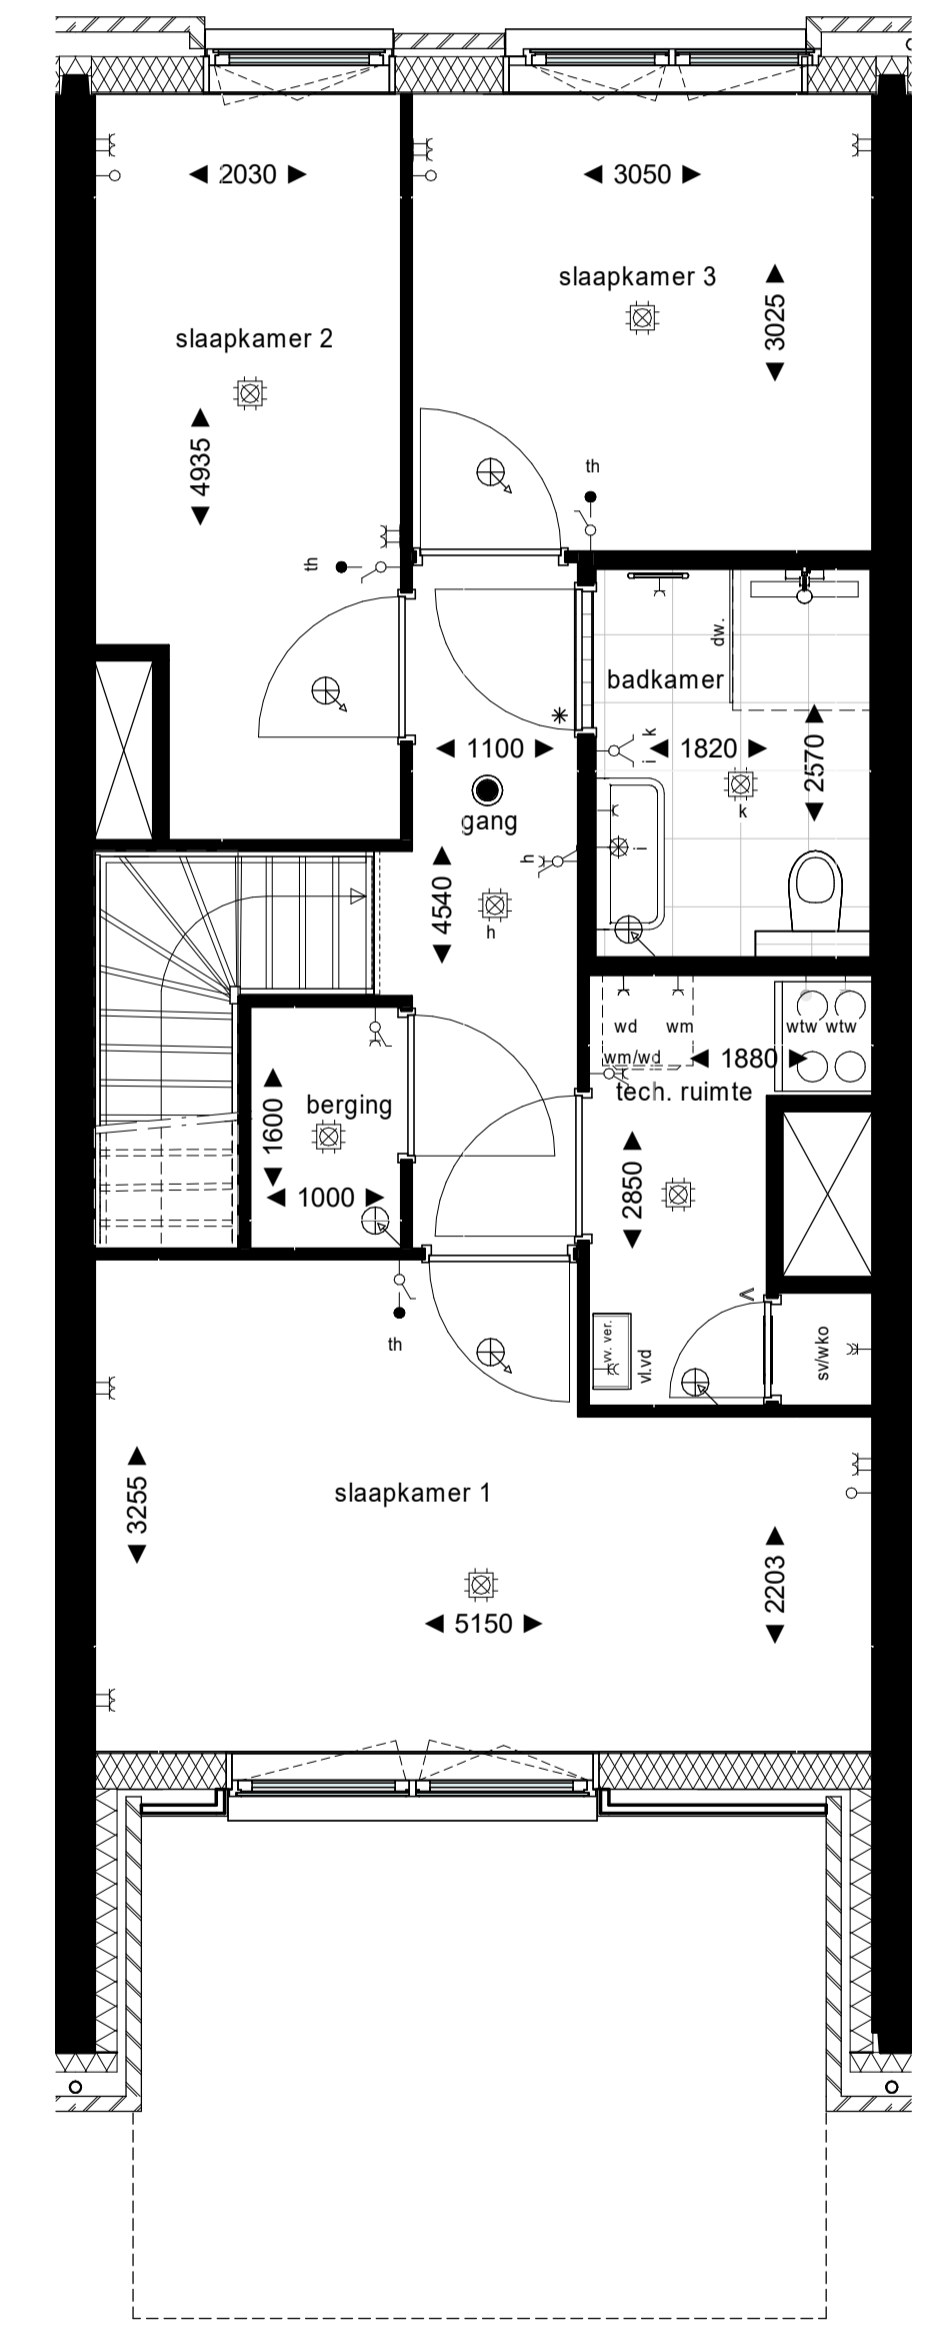 2030
3050
slaapkamer 3
3025
slaapkamer 2
4935
th
th
dw.
badkamer
k
i
1820
2570
k
1100
gang
i
h
4540
h
wd
wm
wtw
wtw
wm/wd
1880
tech. ruimte
berging
1600
1000
2850
th
vv. ver.
vl.vd
sv/wko
3255
slaapkamer 1
5150
2203